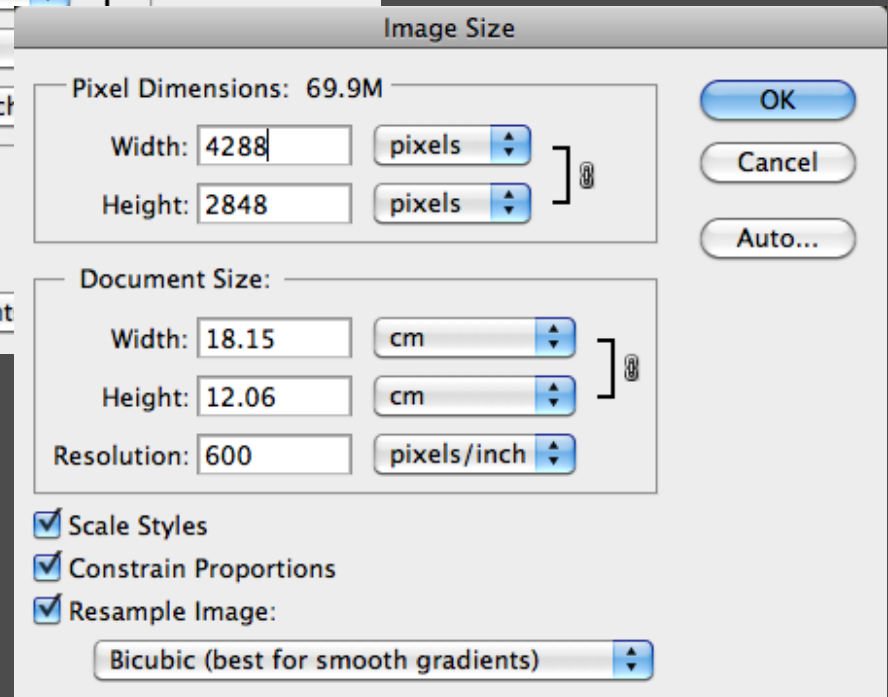 Image Size
Pixel Dimensions: 69.9M
OK
Width: 4288 pixels
Cancel
Height: 2848 pixels
Auto...
Document Size:
Width: 18.15 cm
Height: 12.06 cm
Resolution: 600 pixels/inch
Scale Styles
Constrain Proportions
Resample Image:
Bicubic (best for smooth gradients)